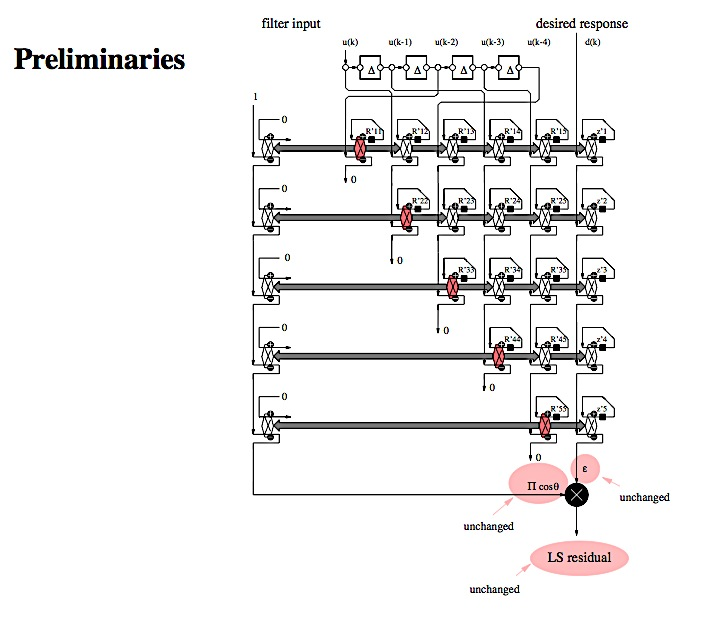 filter input desired response
Preliminaries
u(k) u(k-1) u(k-2) u(k-3) u(k-4) d(k)
Δ Δ Δ Δ
1
0
R'11 R'12 R'13 R'14 R'15 z'1
0
0
R'22 R'23 R'24 R'25 z'2
0
0
R'33 R'34 R'35 z'3
0
0
R'44 R'45 z'4
0
0
R'55 z'5
0
ε
Π cosθ
unchanged
unchanged
LS residual
unchanged